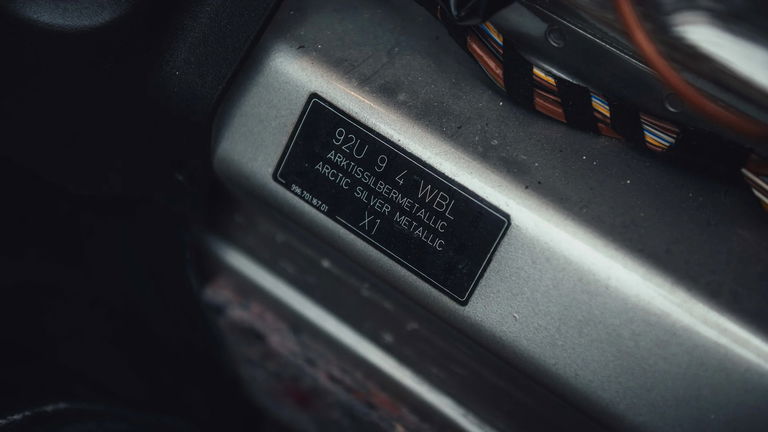 92U 9 4 WBL
ARKTISSILBERMETALLIC
ARCTIC SILVER METALLIC
X1
996.701.167.01